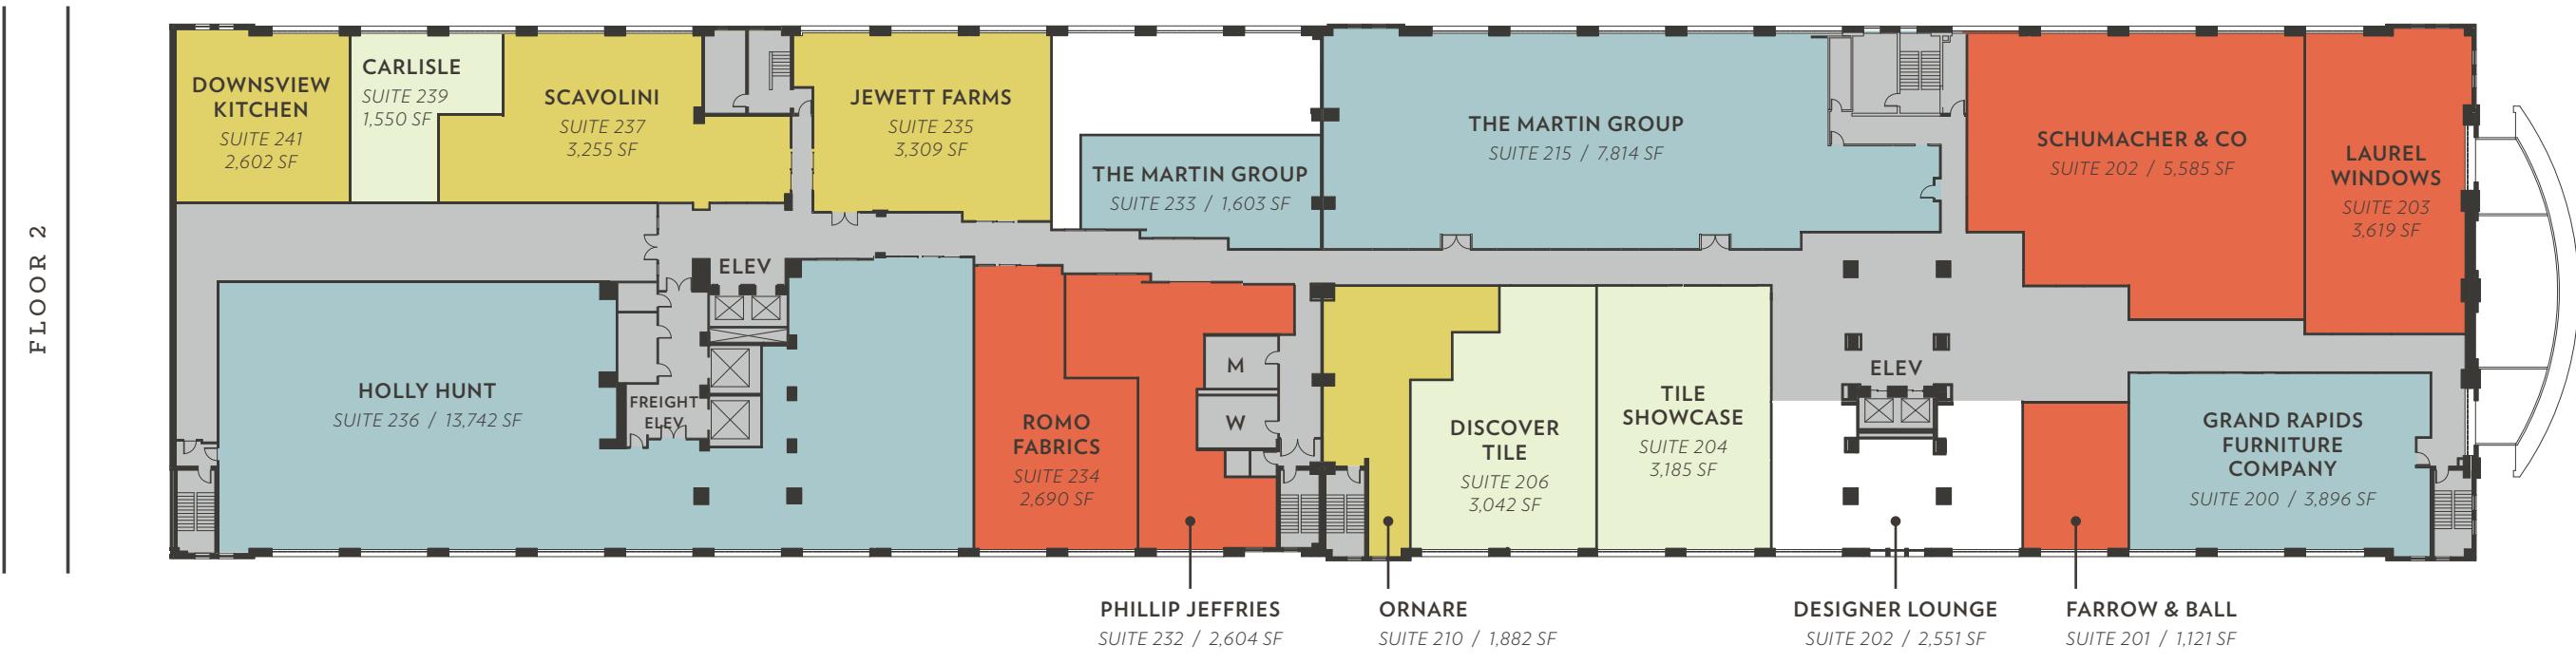 FLOOR 2
DOWNSVIEW
KITCHEN
SUITE 241
2,602 SF
CARLISLE
SUITE 239
1,550 SF
SCAVOLINI
SUITE 237
3,255 SF
JEWETT FARMS
SUITE 235
3,309 SF
THE MARTIN GROUP
SUITE 233 / 1,603 SF
THE MARTIN GROUP
SUITE 215 / 7,814 SF
SCHUMACHER & CO
SUITE 202 / 5,585 SF
LAUREL
WINDOWS
SUITE 203
3,619 SF
ELEV
HOLLY HUNT
SUITE 236 / 13,742 SF
FREIGHT
ELEV
ROMO
FABRICS
SUITE 234
2,690 SF
M
W
DISCOVER
TILE
SUITE 206
3,042 SF
TILE
SHOWCASE
SUITE 204
3,185 SF
ELEV
GRAND RAPIDS
FURNITURE
COMPANY
SUITE 200 / 3,896 SF
PHILLIP JEFFRIES
SUITE 232 / 2,604 SF
ORNARE
SUITE 210 / 1,882 SF
DESIGNER LOUNGE
SUITE 202 / 2,551 SF
FARROW & BALL
SUITE 201 / 1,121 SF